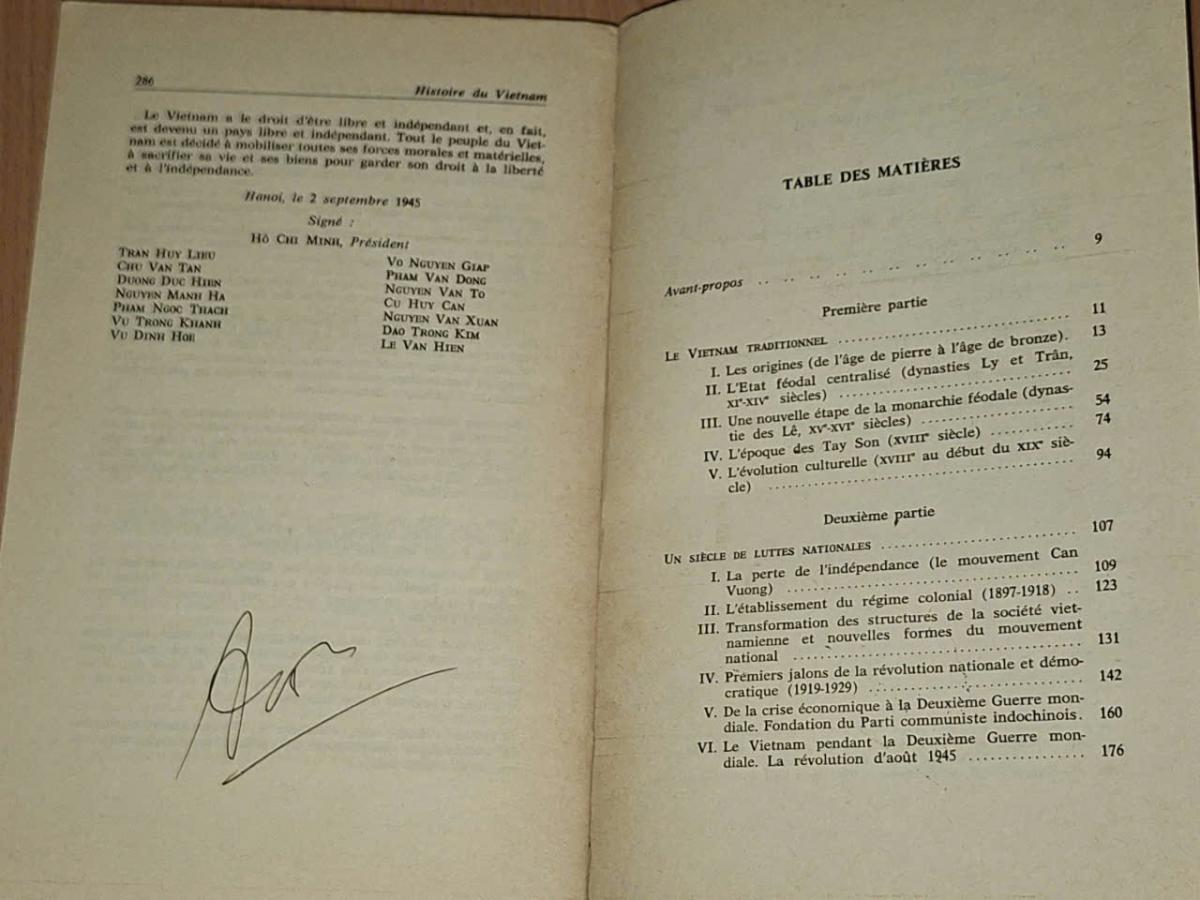 286
Histoire du Vietnam
Le Vietnam a le droit d'être libre et indépendant et, en fait,
est devenu un pays libre et indépendant. Tout le peuple du Viet-
nam est décidé à mobiliser toutes ses forces morales et matérielles,
à sacrifier sa vie et ses biens pour garder son droit à la liberté
et à l'indépendance.
Hanoi, le 2 septembre 1945
Signé :
Hô CHI MINH, Président
TRAN HUY LIEU
CHU VAN TAN
DUONG DUC HIEN
NGUYEN MANH HA
PHAM NGOC THACH
VU TRONG KHANH
VU DINH HOE
VO NGUYEN GIAP
PHAM VAN DONG
NGUYEN VAN TO
CU HUY CAN
NGUYEN VAN XUAN
DAO TRONG KIM
LE VAN HIEN
TABLE DES MATIÈRES
Avant-propos .. .. .. .. .. .. .. .. .. .. .. .. 9
Première partie
LE VIETNAM TRADITIONNEL .................................. 11
I. Les origines (de l'âge de pierre à l'âge de bronze). 13
II. L'Etat féodal centralisé (dynasties Ly et Trân,
XIe-XIVe siècles) .................................. 25
III. Une nouvelle étape de la monarchie féodale (dynas-
tie des Lê, XVe-XVIe siècles) ...................... 54
IV. L'époque des Tay Son (XVIIIe siècle) ............ 74
V. L'évolution culturelle (XVIIIe au début du XIXe siè-
cle) ............................................ 94
Deuxième partie
UN SIÈCLE DE LUTTES NATIONALES ............................ 107
I. La perte de l'indépendance (le mouvement Can
Vuong) .......................................... 109
II. L'établissement du régime colonial (1897-1918) .. 123
III. Transformation des structures de la société viet-
namienne et nouvelles formes du mouvement
national ........................................ 131
IV. Premiers jalons de la révolution nationale et démo-
cratique (1919-1929) ............................ 142
V. De la crise économique à la Deuxième Guerre mon-
diale. Fondation du Parti communiste indochinois. 160
VI. Le Vietnam pendant la Deuxième Guerre mon-
diale. La révolution d'août 1945 ................ 176